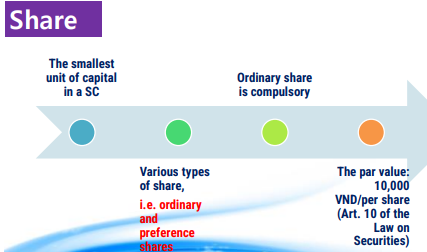 Share
The smallest
unit of capital
in a SC
Various types
of share,
i.e. ordinary
and
preference
shares
Ordinary share
is compulsory
The par value:
10,000
VND/per share
(Art. 10 of the
Law on
Securities)